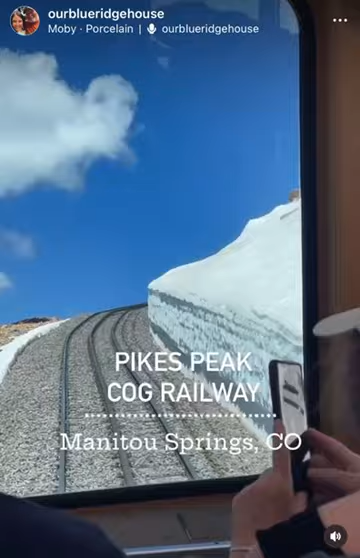 ourblueridgehouse
Moby · Porcelain | ourblueridgehouse
PIKES PEAK
COG RAILWAY
Manitou Springs, CO